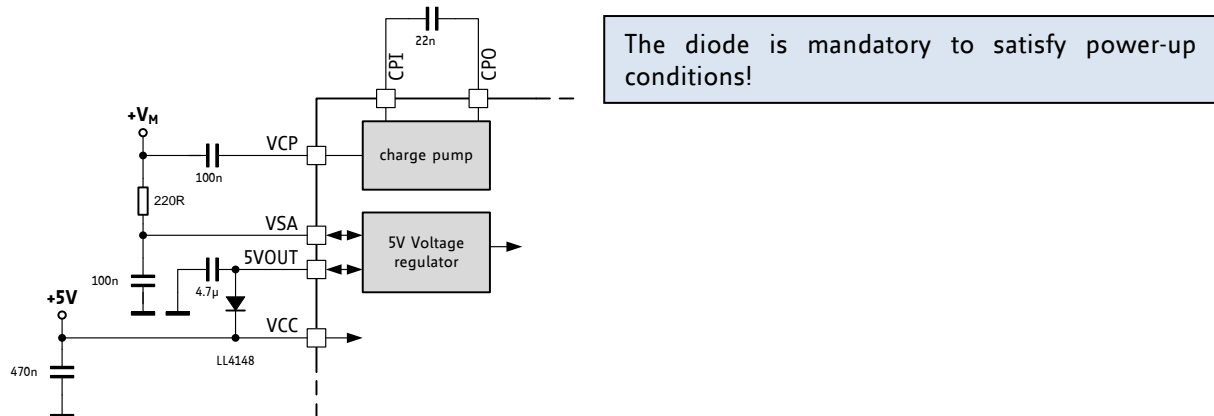 22n
CPI
CPO
The diode is mandatory to satisfy power-up
conditions!
+VM
VCP
100n
charge pump
220R
VSA
5V Voltage
regulator
5VOUT
100n
4.7µ
+5V
VCC
LL4148
470n